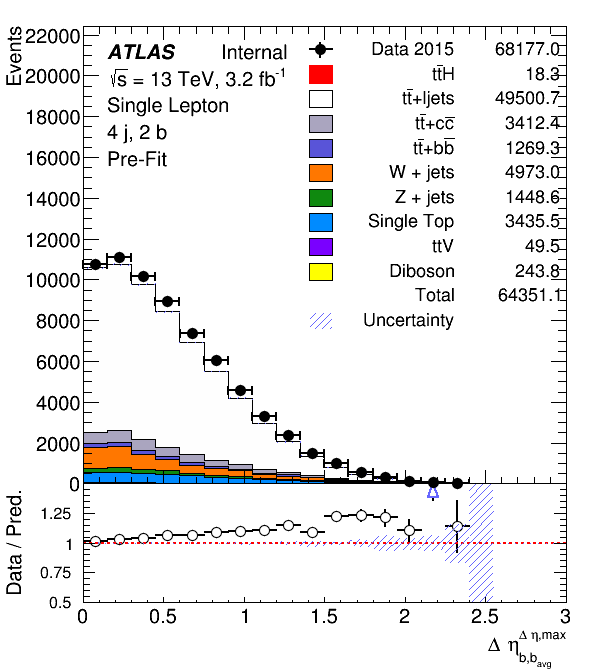 Events
22000
20000
18000
16000
14000
12000
10000
8000
6000
4000
2000
0
ATLAS Internal
√s = 13 TeV, 3.2 fb⁻¹
Single Lepton
4 j, 2 b
Pre-Fit
Data 2015 68177.0
tt̄H 18.3
tt̄+ljets 49500.7
tt̄+cc̄ 3412.4
tt̄+bb̄ 1269.3
W + jets 4973.0
Z + jets 1448.6
Single Top 3435.5
ttV 49.5
Diboson 243.8
Total 64351.1
Uncertainty
Data / Pred.
1.25
1
0.75
0.5
0 0.5 1 1.5 2 2.5 3
Δ η_{b,b_{avg}}^{Δ η,max}